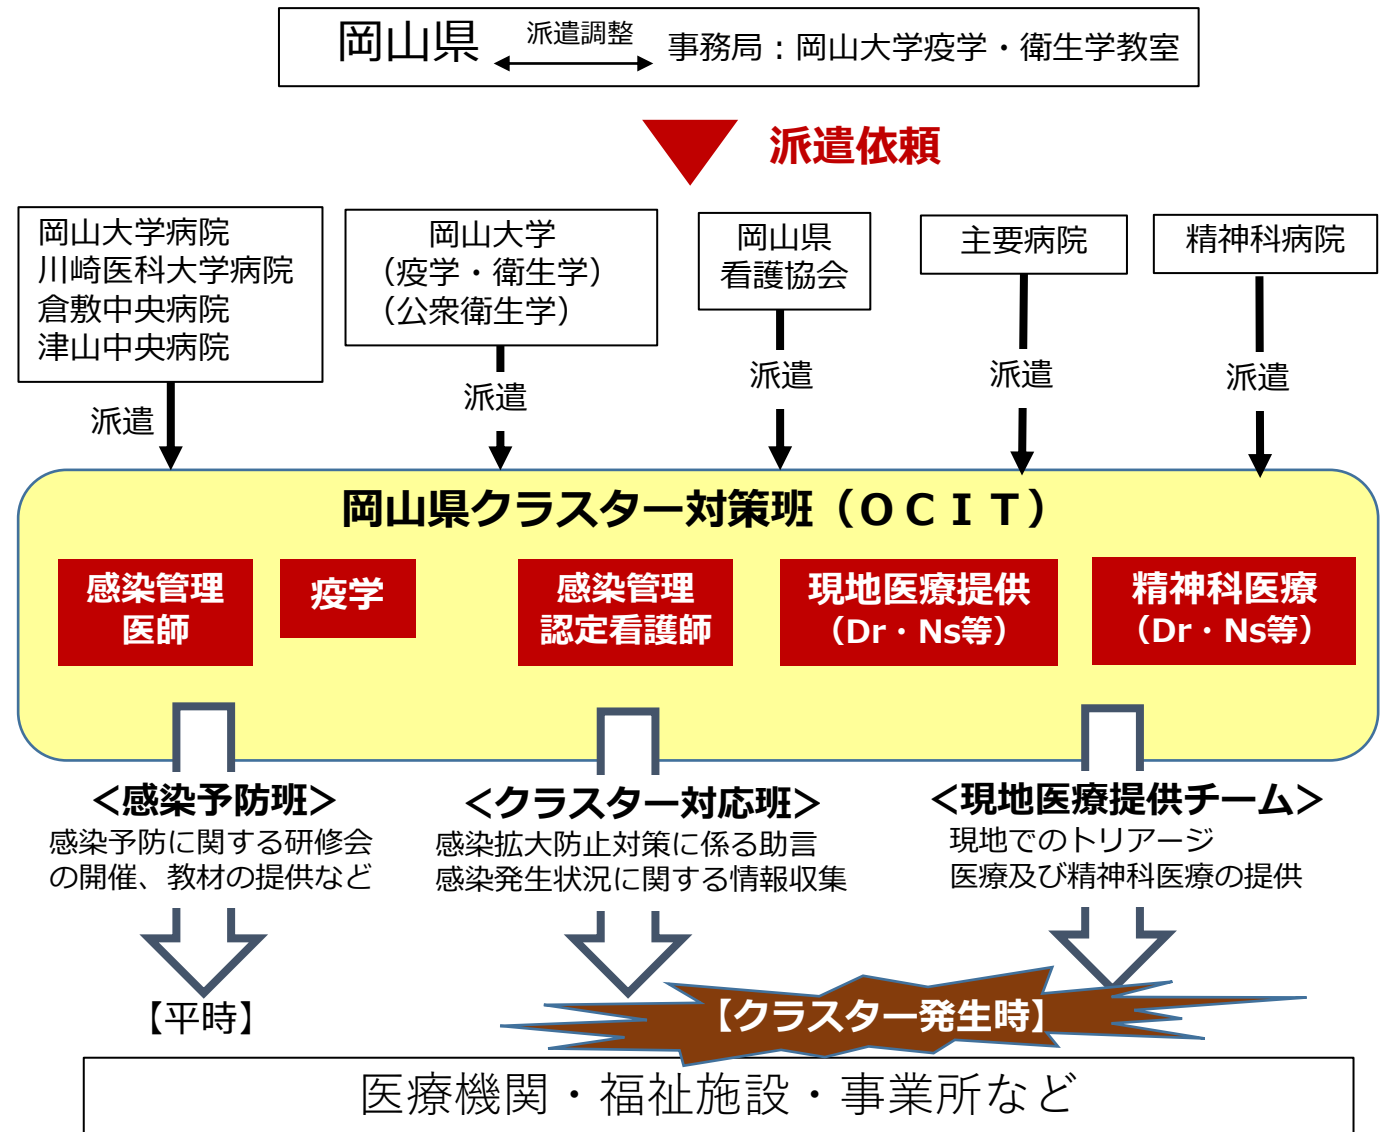 岡山県
派遣調整
事務局：岡山大学疫学・衛生学教室
派遣依頼
岡山大学病院
川崎医科大学病院
倉敷中央病院
津山中央病院
岡山大学
（疫学・衛生学）
（公衆衛生学）
岡山県
看護協会
主要病院
精神科病院
派遣
派遣
派遣
派遣
派遣
岡山県クラスター対策班（ＯＣＩＴ）
感染管理
医師
疫学
感染管理
認定看護師
現地医療提供
（Dr・Ns等）
精神科医療
（Dr・Ns等）
＜感染予防班＞
感染予防に関する研修会
の開催、教材の提供など
＜クラスター対応班＞
感染拡大防止対策に係る助言
感染発生状況に関する情報収集
＜現地医療提供チーム＞
現地でのトリアージ
医療及び精神科医療の提供
【平時】
【クラスター発生時】
医療機関・福祉施設・事業所など